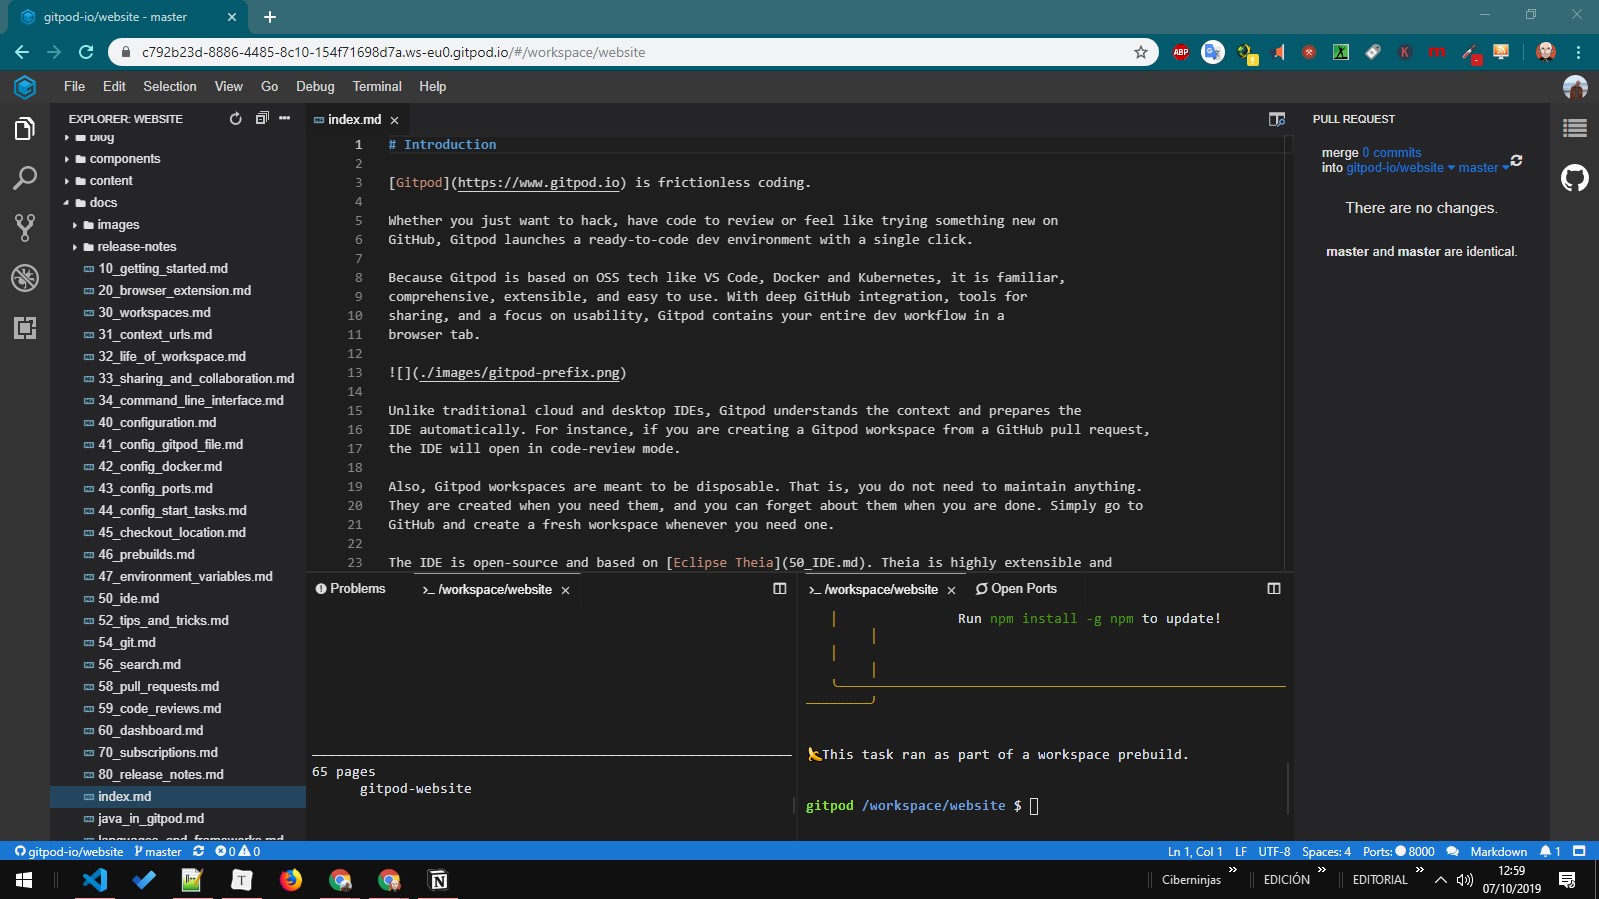 gitpod-io/website - master
c792b23d-8886-4485-8c10-154f71698d7a.ws-eu0.gitpod.io/#/workspace/website
ABP
File Edit Selection View Go Debug Terminal Help
EXPLORER: WEBSITE
blog
components
content
docs
images
release-notes
10_getting_started.md
20_browser_extension.md
30_workspaces.md
31_context_urls.md
32_life_of_workspace.md
33_sharing_and_collaboration.md
34_command_line_interface.md
40_configuration.md
41_config_gitpod_file.md
42_config_docker.md
43_config_ports.md
44_config_start_tasks.md
45_checkout_location.md
46_prebuilds.md
47_environment_variables.md
50_ide.md
52_tips_and_tricks.md
54_git.md
56_search.md
58_pull_requests.md
59_code_reviews.md
60_dashboard.md
70_subscriptions.md
80_release_notes.md
index.md
java_in_gitpod.md
languages_and_frameworks.md
index.md
1 # Introduction
2
3 [Gitpod](https://www.gitpod.io) is frictionless coding.
4
5 Whether you just want to hack, have code to review or feel like trying something new on
6 GitHub, Gitpod launches a ready-to-code dev environment with a single click.
7
8 Because Gitpod is based on OSS tech like VS Code, Docker and Kubernetes, it is familiar,
9 comprehensive, extensible, and easy to use. With deep GitHub integration, tools for
10 sharing, and a focus on usability, Gitpod contains your entire dev workflow in a
11 browser tab.
12
13 ![](./images/gitpod-prefix.png)
14
15 Unlike traditional cloud and desktop IDEs, Gitpod understands the context and prepares the
16 IDE automatically. For instance, if you are creating a Gitpod workspace from a GitHub pull request,
17 the IDE will open in code-review mode.
18
19 Also, Gitpod workspaces are meant to be disposable. That is, you do not need to maintain anything.
20 They are created when you need them, and you can forget about them when you are done. Simply go to
21 GitHub and create a fresh workspace whenever you need one.
22
23 The IDE is open-source and based on [Eclipse Theia](50_IDE.md). Theia is highly extensible and
Problems >_ /workspace/website
65 pages
gitpod-website
>_ /workspace/website Open Ports
Run npm install -g npm to update!
This task ran as part of a workspace prebuild.
gitpod /workspace/website $
PULL REQUEST
merge 0 commits
into gitpod-io/website master
There are no changes.
master and master are identical.
gitpod-io/website master 0 0
Ln 1, Col 1 LF UTF-8 Spaces: 4 Ports: 8000 Markdown 1
Ciberninjas EDICIÓN EDITORIAL
12:59
07/10/2019